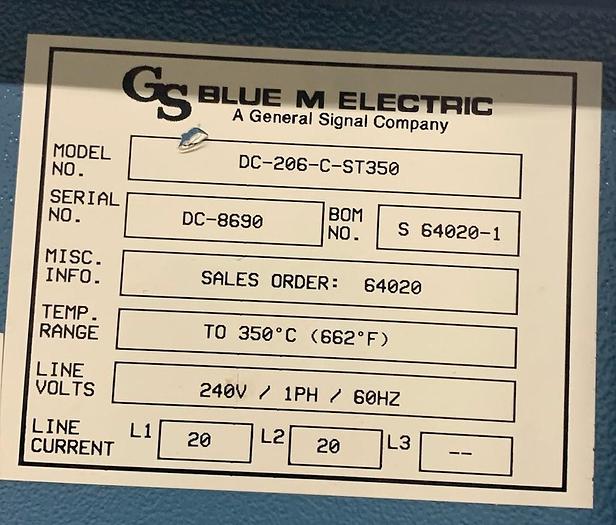 GS BLUE M ELECTRIC
A General Signal Company
MODEL NO. DC-206-C-ST350
SERIAL NO. DC-8690 BOM NO. S 64020-1
MISC. INFO. SALES ORDER: 64020
TEMP. RANGE TO 350°C (662°F)
LINE VOLTS 240V / 1PH / 60HZ
LINE CURRENT L1 20 L2 20 L3 --